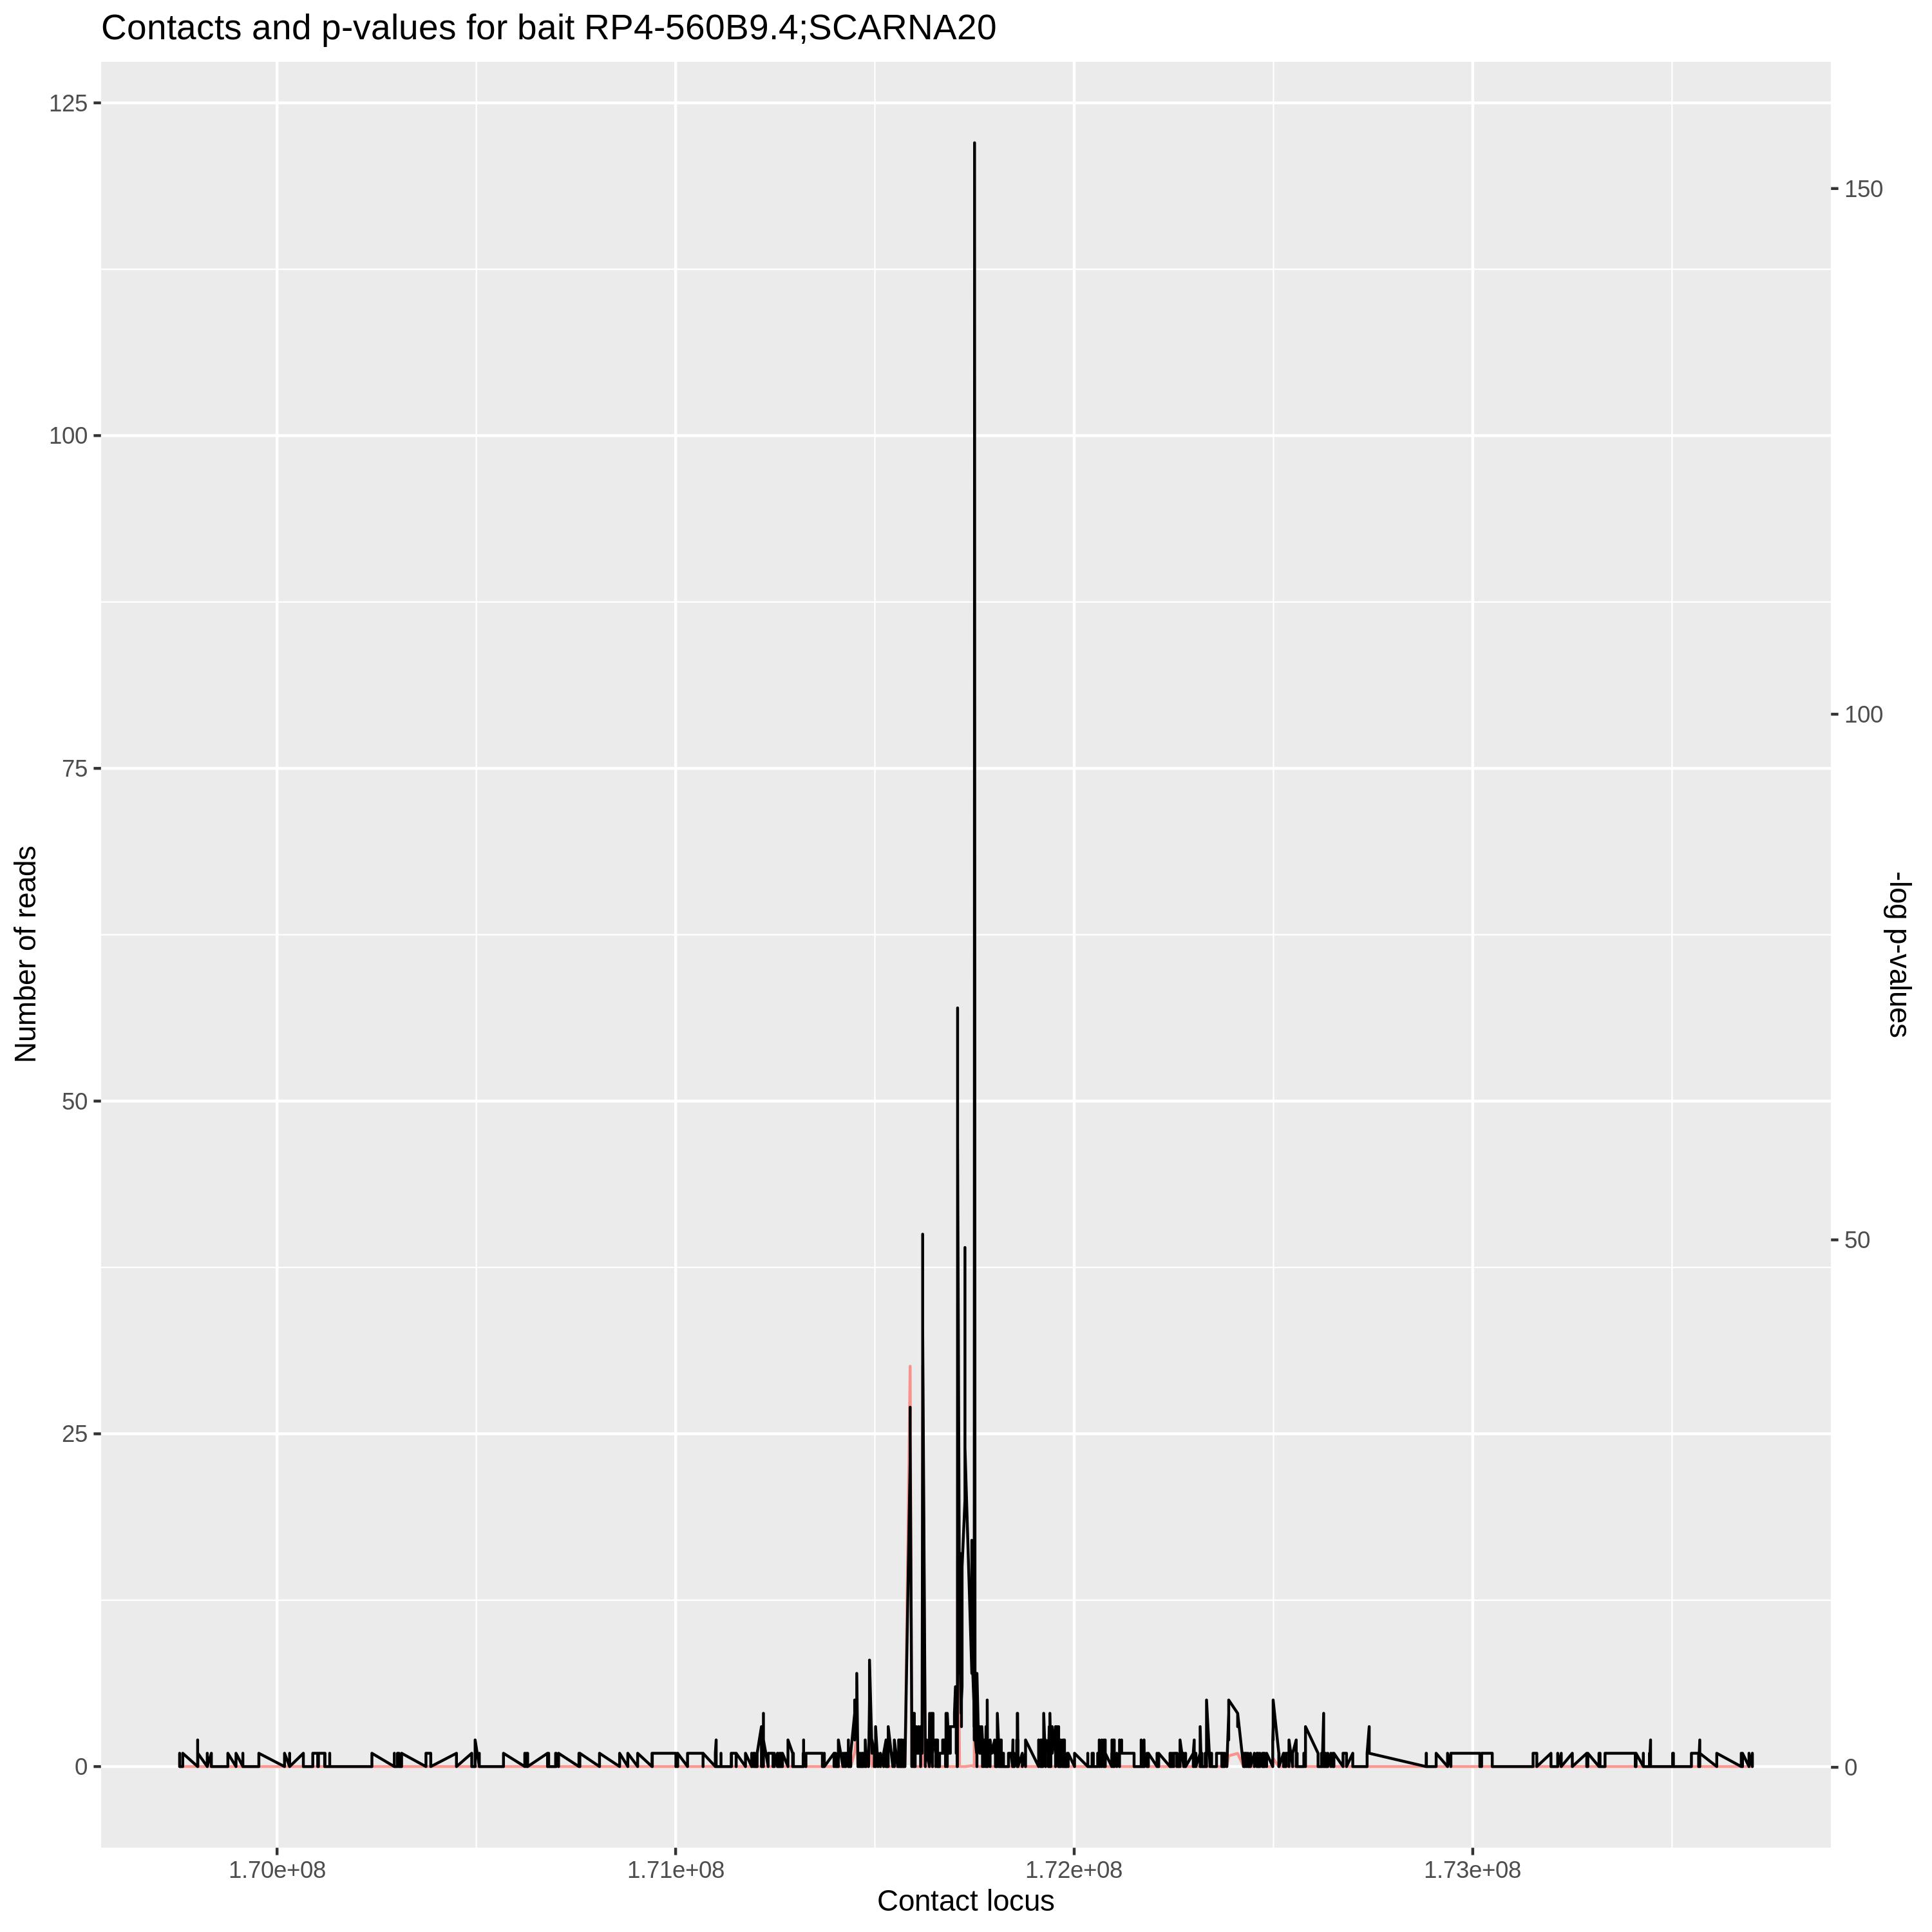 Contacts and p-values for bait RP4-560B9.4;SCARNA20
125
100
75
50
25
0
Number of reads
150
100
50
0
-log p-values
1.70e+08 1.71e+08 1.72e+08 1.73e+08
Contact locus